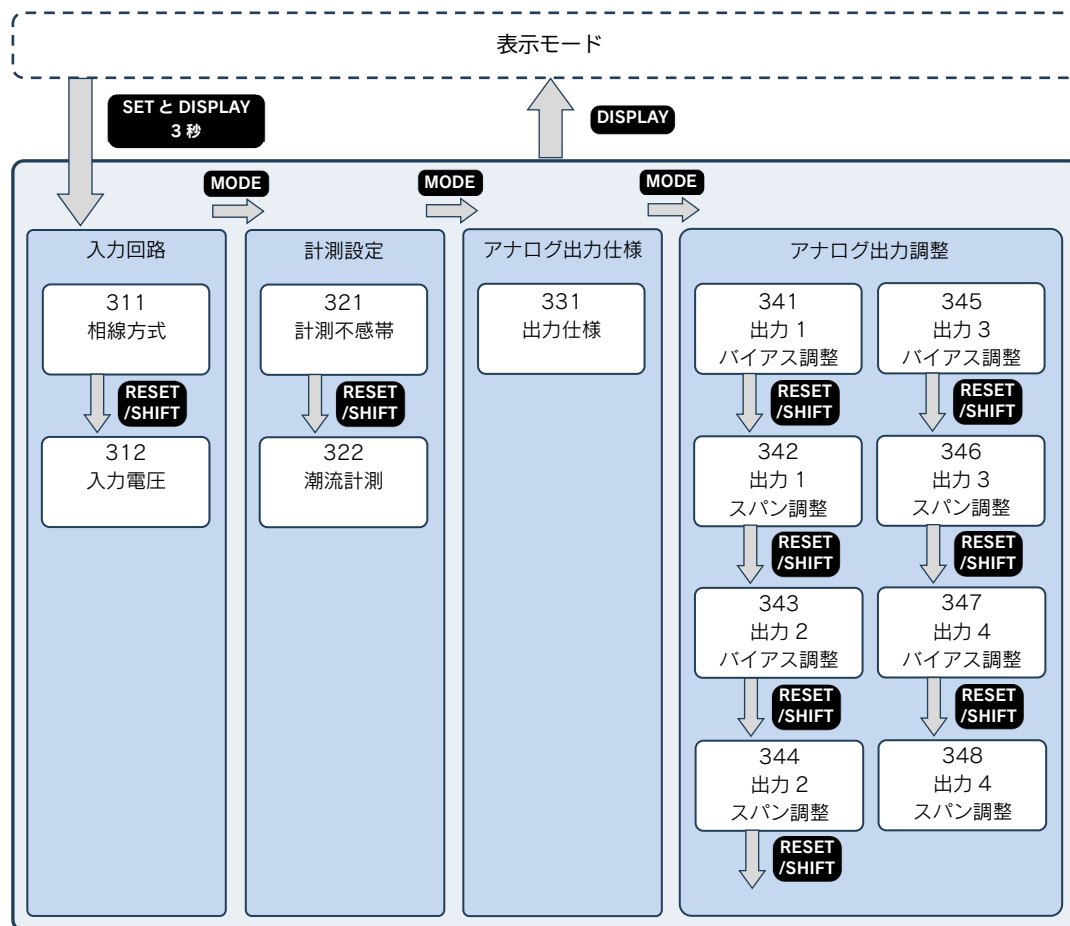 表示モード
SET と DISPLAY
3 秒
DISPLAY
MODE
MODE
MODE
入力回路
311
相線方式
RESET
/SHIFT
312
入力電圧
計測設定
321
計測不感帯
RESET
/SHIFT
322
潮流計測
アナログ出力仕様
331
出力仕様
アナログ出力調整
341
出力 1
バイアス調整
RESET
/SHIFT
342
出力 1
スパン調整
RESET
/SHIFT
343
出力 2
バイアス調整
RESET
/SHIFT
344
出力 2
スパン調整
RESET
/SHIFT
345
出力 3
バイアス調整
RESET
/SHIFT
346
出力 3
スパン調整
RESET
/SHIFT
347
出力 4
バイアス調整
RESET
/SHIFT
348
出力 4
スパン調整